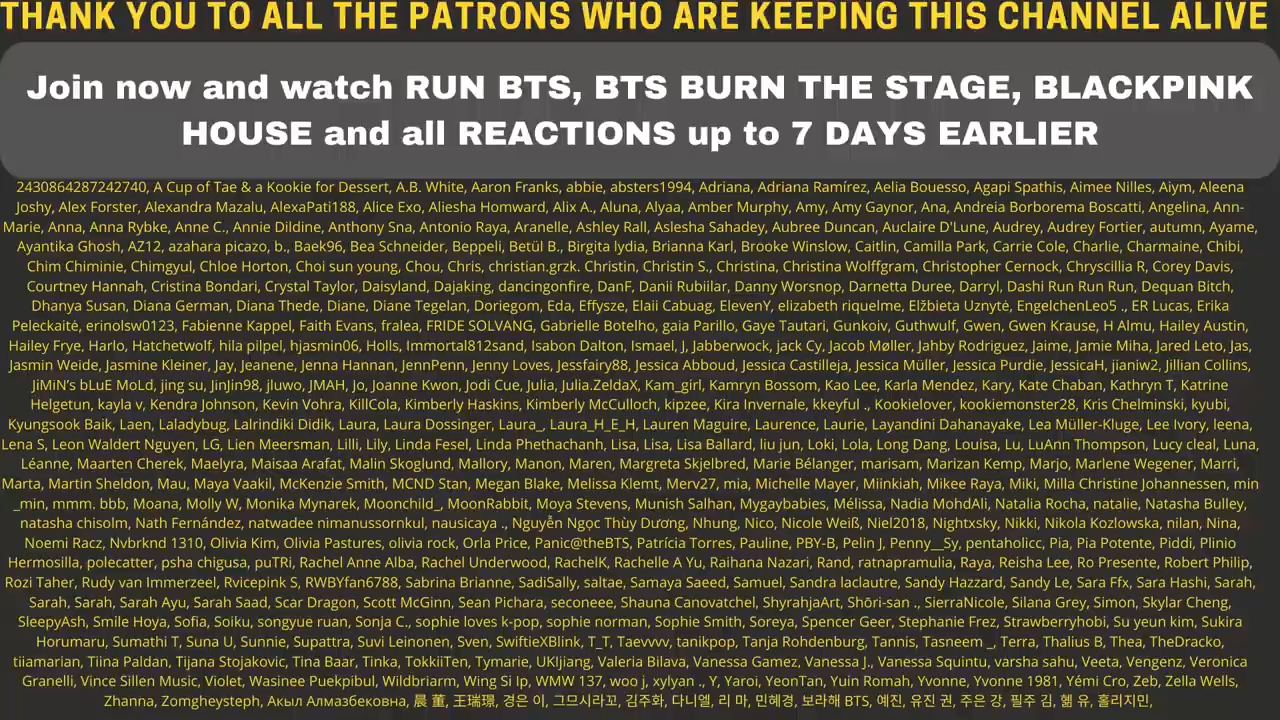 THANK YOU TO ALL THE PATRONS WHO ARE KEEPING THIS CHANNEL ALIVE
Join now and watch RUN BTS, BTS BURN THE STAGE, BLACKPINK
HOUSE and all REACTIONS up to 7 DAYS EARLIER
2430864287242740, A Cup of Tae & a Kookie for Dessert, A.B. White, Aaron Franks, abbie, absters1994, Adriana, Adriana Ramírez, Aelia Bouesso, Agapi Spathis, Aimee Nilles, Aiym, Aleena
Joshy, Alex Forster, Alexandra Mazalu, AlexaPati188, Alice Exo, Aliesha Homward, Alix A., Aluna, Alyaa, Amber Murphy, Amy, Amy Gaynor, Ana, Andreia Borborema Boscatti, Angelina, Ann-
Marie, Anna, Anna Rybke, Anne C., Annie Dildine, Anthony Sna, Antonio Raya, Aranelle, Ashley Rall, Aslesha Sahadey, Aubree Duncan, Auclaire D'Lune, Audrey, Audrey Fortier, autumn, Ayame,
Ayantika Ghosh, AZ12, azahara picazo, b., Baek96, Bea Schneider, Beppeli, Betül B., Birgita lydia, Brianna Karl, Brooke Winslow, Caitlin, Camilla Park, Carrie Cole, Charlie, Charmaine, Chibi,
Chim Chiminie, Chimgyul, Chloe Horton, Choi sun young, Chou, Chris, christian.grzk. Christin, Christin S., Christina, Christina Wolffgram, Christopher Cernock, Chryscillia R, Corey Davis,
Courtney Hannah, Cristina Bondari, Crystal Taylor, Daisyland, Dajaking, dancingonfire, DanF, Danii Rubiilar, Danny Worsnop, Darnetta Duree, Darryl, Dashi Run Run Run, Dequan Bitch,
Dhanya Susan, Diana German, Diana Thede, Diane, Diane Tegelan, Doriegom, Eda, Effysze, Elaii Cabuag, ElevenY, elizabeth riquelme, Elžbieta Uznytė, EngelchenLeo5 ., ER Lucas, Erika
Peleckaitė, erinolsw0123, Fabienne Kappel, Faith Evans, fralea, FRIDE SOLVANG, Gabrielle Botelho, gaia Parillo, Gaye Tautari, Gunkoiv, Guthwulf, Gwen, Gwen Krause, H Almu, Hailey Austin,
Hailey Frye, Harlo, Hatchetwolf, hila pilpel, hjasmin06, Holls, Immortal812sand, Isabon Dalton, Ismael, J, Jabberwock, jack Cy, Jacob Møller, Jahby Rodriguez, Jaime, Jamie Miha, Jared Leto, Jas,
Jasmin Weide, Jasmine Kleiner, Jay, Jeanene, Jenna Hannan, JennPenn, Jenny Loves, Jessfairy88, Jessica Abboud, Jessica Castilleja, Jessica Müller, Jessica Purdie, JessicaH, jianiw2, Jillian Collins,
JiMiN's bLuE MoLd, jing su, JinJin98, jluwo, JMAH, Jo, Joanne Kwon, Jodi Cue, Julia, Julia.ZeldaX, Kam_girl, Kamryn Bossom, Kao Lee, Karla Mendez, Kary, Kate Chaban, Kathryn T, Katrine
Helgetun, kayla v, Kendra Johnson, Kevin Vohra, KillCola, Kimberly Haskins, Kimberly McCulloch, kipzee, Kira Invernale, kkeyful ., Kookielover, kookiemonster28, Kris Chelminski, kyubi,
Kyungsook Baik, Laen, Laladybug, Lalrindiki Didik, Laura, Laura Dossinger, Laura_, Laura_H_E_H, Lauren Maguire, Laurence, Laurie, Layandini Dahanayake, Lea Müller-Kluge, Lee Ivory, leena,
Lena S, Leon Waldert Nguyen, LG, Lien Meersman, Lilli, Lily, Linda Fesel, Linda Phethachanh, Lisa, Lisa, Lisa Ballard, liu jun, Loki, Lola, Long Dang, Louisa, Lu, LuAnn Thompson, Lucy cleal, Luna,
Léanne, Maarten Cherek, Maelyra, Maisaa Arafat, Malin Skoglund, Mallory, Manon, Maren, Margreta Skjelbred, Marie Bélanger, marisam, Marizan Kemp, Marjo, Marlene Wegener, Marri,
Marta, Martin Sheldon, Mau, Maya Vaakil, McKenzie Smith, MCND Stan, Megan Blake, Melissa Klemt, Merv27, mia, Michelle Mayer, Miinkiah, Mikee Raya, Miki, Milla Christine Johannessen, min
_min, mmm. bbb, Moana, Molly W, Monika Mynarek, Moonchild_, MoonRabbit, Moya Stevens, Munish Salhan, Mygaybabies, Mélissa, Nadia MohdAli, Natalia Rocha, natalie, Natasha Bulley,
natasha chisolm, Nath Fernández, natwadee nimanussornkul, nausicaya ., Nguyễn Ngọc Thùy Dương, Nhung, Nico, Nicole Weiß, Niel2018, Nightxsky, Nikki, Nikola Kozlowska, nilan, Nina,
Noemi Racz, Nvbrknd 1310, Olivia Kim, Olivia Pastures, olivia rock, Orla Price, Panic@theBTS, Patrícia Torres, Pauline, PBY-B, Pelin J, Penny__Sy, pentaholicc, Pia, Pia Potente, Piddi, Plinio
Hermosilla, polecatter, psha chigusa, puTRi, Rachel Anne Alba, Rachel Underwood, RachelK, Rachelle A Yu, Raihana Nazari, Rand, ratnapramulia, Raya, Reisha Lee, Ro Presente, Robert Philip,
Rozi Taher, Rudy van Immerzeel, Rvicepink S, RWBYfan6788, Sabrina Brianne, SadiSally, saltae, Samaya Saeed, Samuel, Sandra laclautre, Sandy Hazzard, Sandy Le, Sara Ffx, Sara Hashi, Sarah,
Sarah, Sarah, Sarah Ayu, Sarah Saad, Scar Dragon, Scott McGinn, Sean Pichara, seconeee, Shauna Canovatchel, ShyrahjaArt, Shōri-san ., SierraNicole, Silana Grey, Simon, Skylar Cheng,
SleepyAsh, Smile Hoya, Sofia, Soiku, songyue ruan, Sonja C., sophie loves k-pop, sophie norman, Sophie Smith, Soreya, Spencer Geer, Stephanie Frez, Strawberryhobi, Su yeun kim, Sukira
Horumaru, Sumathi T, Suna U, Sunnie, Supattra, Suvi Leinonen, Sven, SwiftieXBlink, T_T, Taevvvv, tanikpop, Tanja Rohdenburg, Tannis, Tasneem _, Terra, Thalius B, Thea, TheDracko,
tiiamarian, Tiina Paldan, Tijana Stojakovic, Tina Baar, Tinka, TokkiiTen, Tymarie, UKIjiang, Valeria Bilava, Vanessa Gamez, Vanessa J., Vanessa Squintu, varsha sahu, Veeta, Vengenz, Veronica
Granelli, Vince Sillen Music, Violet, Wasinee Puekpibul, Wildbriarm, Wing Si Ip, WMW 137, woo j, xylyan ., Y, Yaroi, YeonTan, Yuin Romah, Yvonne, Yvonne 1981, Yémi Cro, Zeb, Zella Wells,
Zhanna, Zomgheysteph, Акыл Алмазбековна, 晨 董, 王瑞璟, 경은 이, 그므시라꼬, 김주화, 다니엘, 리 마, 민혜경, 보라해 BTS, 예진, 유진 권, 주은 강, 필주 김, 혦 유, 홀리지민,